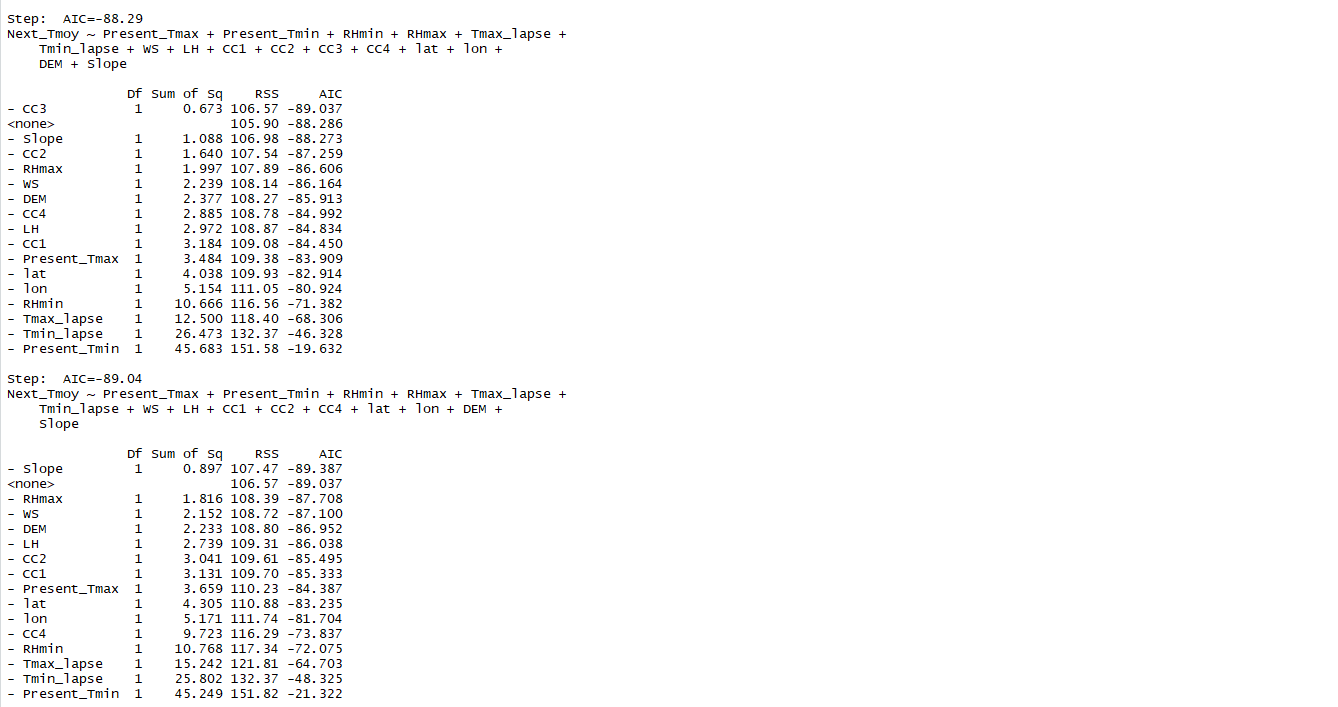 Step:  AIC=-88.29
Next_Tmoy ~ Present_Tmax + Present_Tmin + RHmin + RHmax + Tmax_lapse +
    Tmin_lapse + WS + LH + CC1 + CC2 + CC3 + CC4 + lat + lon +
    DEM + Slope

               Df Sum of Sq    RSS     AIC
- CC3           1     0.673 106.57 -89.037
<none>                      105.90 -88.286
- Slope         1     1.088 106.98 -88.273
- CC2           1     1.640 107.54 -87.259
- RHmax         1     1.997 107.89 -86.606
- WS            1     2.239 108.14 -86.164
- DEM           1     2.377 108.27 -85.913
- CC4           1     2.885 108.78 -84.992
- LH            1     2.972 108.87 -84.834
- CC1           1     3.184 109.08 -84.450
- Present_Tmax  1     3.484 109.38 -83.909
- lat           1     4.038 109.93 -82.914
- lon           1     5.154 111.05 -80.924
- RHmin         1    10.666 116.56 -71.382
- Tmax_lapse    1    12.500 118.40 -68.306
- Tmin_lapse    1    26.473 132.37 -46.328
- Present_Tmin  1    45.683 151.58 -19.632

Step:  AIC=-89.04
Next_Tmoy ~ Present_Tmax + Present_Tmin + RHmin + RHmax + Tmax_lapse +
    Tmin_lapse + WS + LH + CC1 + CC2 + CC4 + lat + lon + DEM +
    Slope

               Df Sum of Sq    RSS     AIC
- Slope         1     0.897 107.47 -89.387
<none>                      106.57 -89.037
- RHmax         1     1.816 108.39 -87.708
- WS            1     2.152 108.72 -87.100
- DEM           1     2.233 108.80 -86.952
- LH            1     2.739 109.31 -86.038
- CC2           1     3.041 109.61 -85.495
- CC1           1     3.131 109.70 -85.333
- Present_Tmax  1     3.659 110.23 -84.387
- lat           1     4.305 110.88 -83.235
- lon           1     5.171 111.74 -81.704
- CC4           1     9.723 116.29 -73.837
- RHmin         1    10.768 117.34 -72.075
- Tmax_lapse    1    15.242 121.81 -64.703
- Tmin_lapse    1    25.802 132.37 -48.325
- Present_Tmin  1    45.249 151.82 -21.322